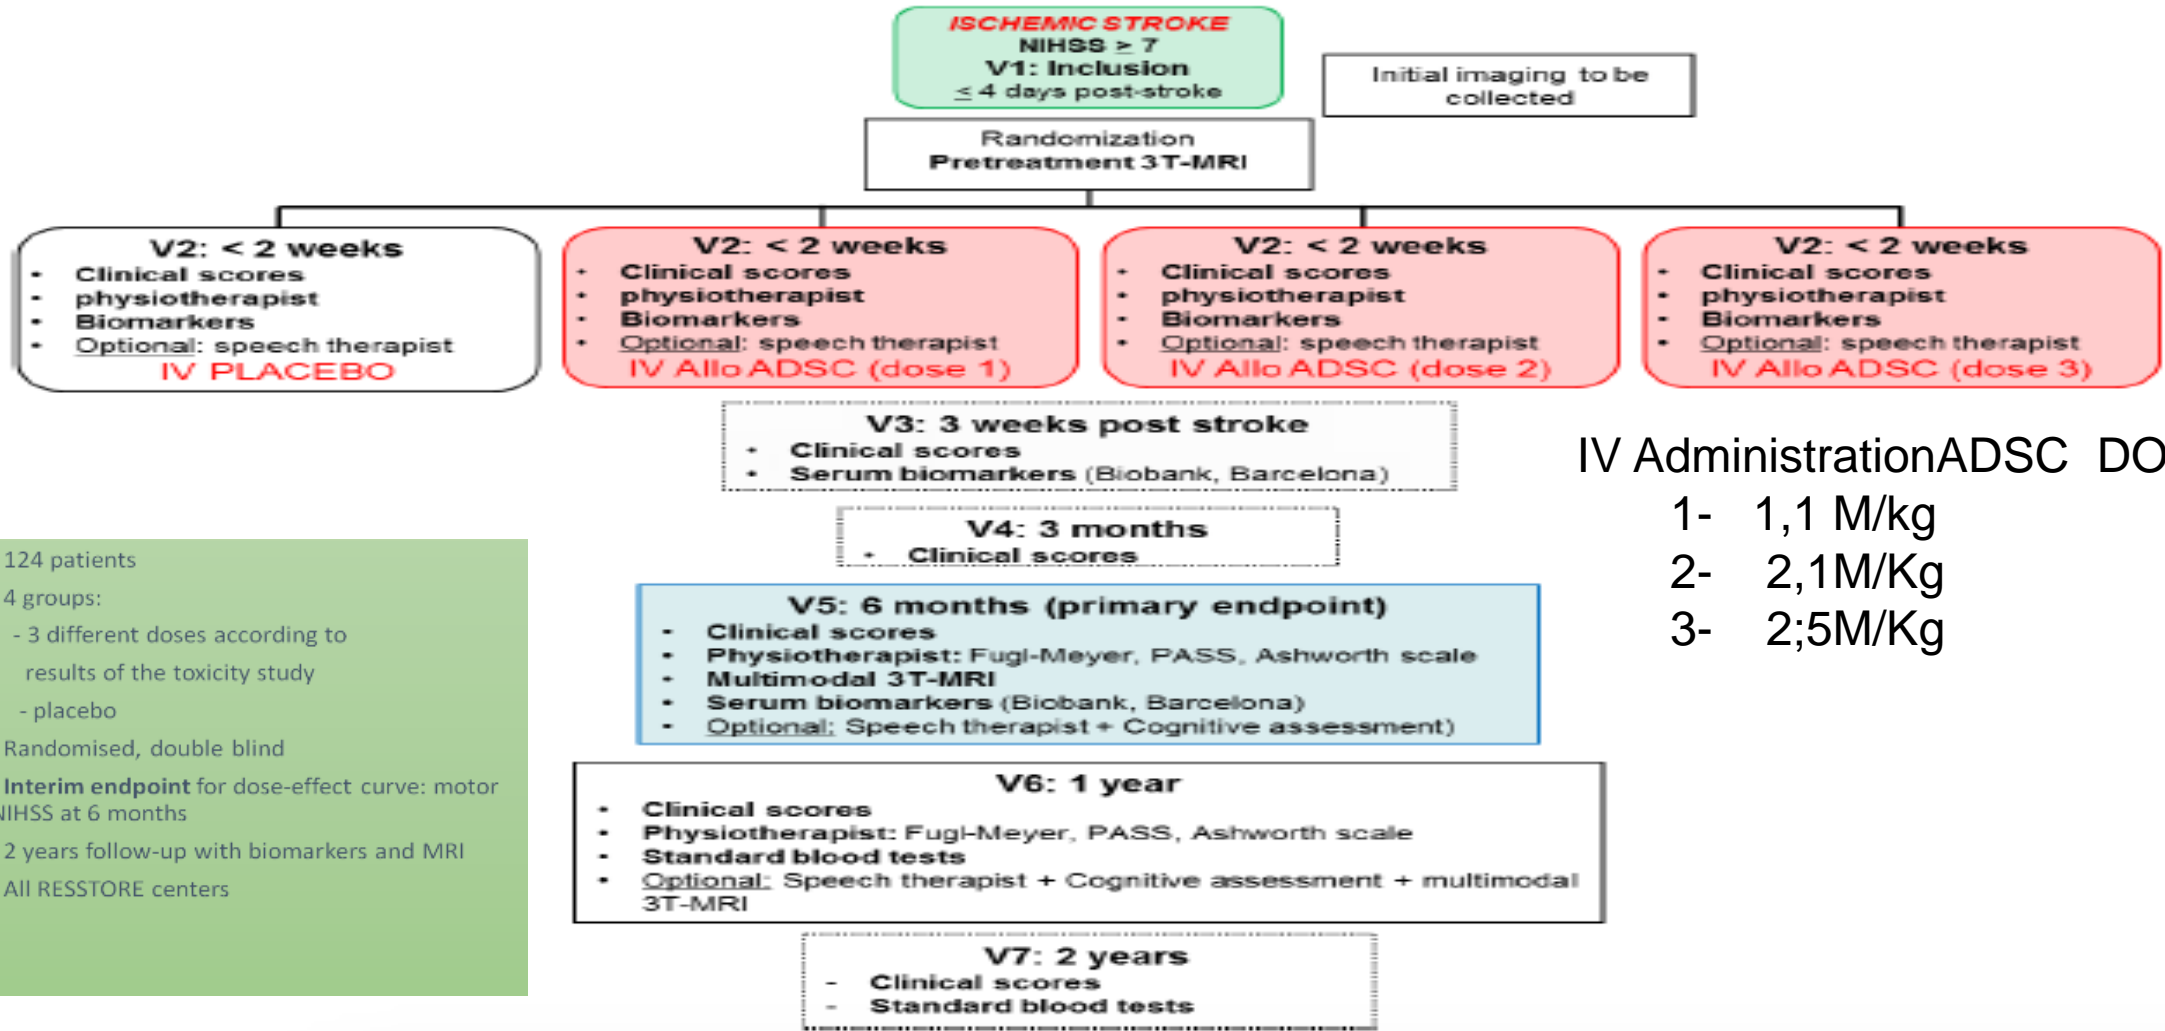 ISCHEMIC STROKE
NIHSS ≥ 7
V1: Inclusion
≤ 4 days post-stroke
Initial imaging to be
collected
Randomization
Pretreatment 3T-MRI
V2: < 2 weeks
• Clinical scores
• physiotherapist
• Biomarkers
• Optional: speech therapist
IV PLACEBO
V2: < 2 weeks
• Clinical scores
• physiotherapist
• Biomarkers
• Optional: speech therapist
IV Allo ADSC (dose 1)
V2: < 2 weeks
• Clinical scores
• physiotherapist
• Biomarkers
• Optional: speech therapist
IV Allo ADSC (dose 2)
V2: < 2 weeks
• Clinical scores
• physiotherapist
• Biomarkers
• Optional: speech therapist
IV Allo ADSC (dose 3)
V3: 3 weeks post stroke
• Clinical scores
• Serum biomarkers (Biobank, Barcelona)
IV AdministrationADSC DO
1- 1,1 M/kg
2- 2,1M/Kg
3- 2;5M/Kg
V4: 3 months
• Clinical scores
124 patients
4 groups:
- 3 different doses according to
results of the toxicity study
- placebo
Randomised, double blind
Interim endpoint for dose-effect curve: motor
NIHSS at 6 months
2 years follow-up with biomarkers and MRI
All RESSTORE centers
V5: 6 months (primary endpoint)
• Clinical scores
• Physiotherapist: Fugl-Meyer, PASS, Ashworth scale
• Multimodal 3T-MRI
• Serum biomarkers (Biobank, Barcelona)
• Optional: Speech therapist + Cognitive assessment)
V6: 1 year
• Clinical scores
• Physiotherapist: Fugl-Meyer, PASS, Ashworth scale
• Standard blood tests
• Optional: Speech therapist + Cognitive assessment + multimodal
3T-MRI
V7: 2 years
- Clinical scores
- Standard blood tests